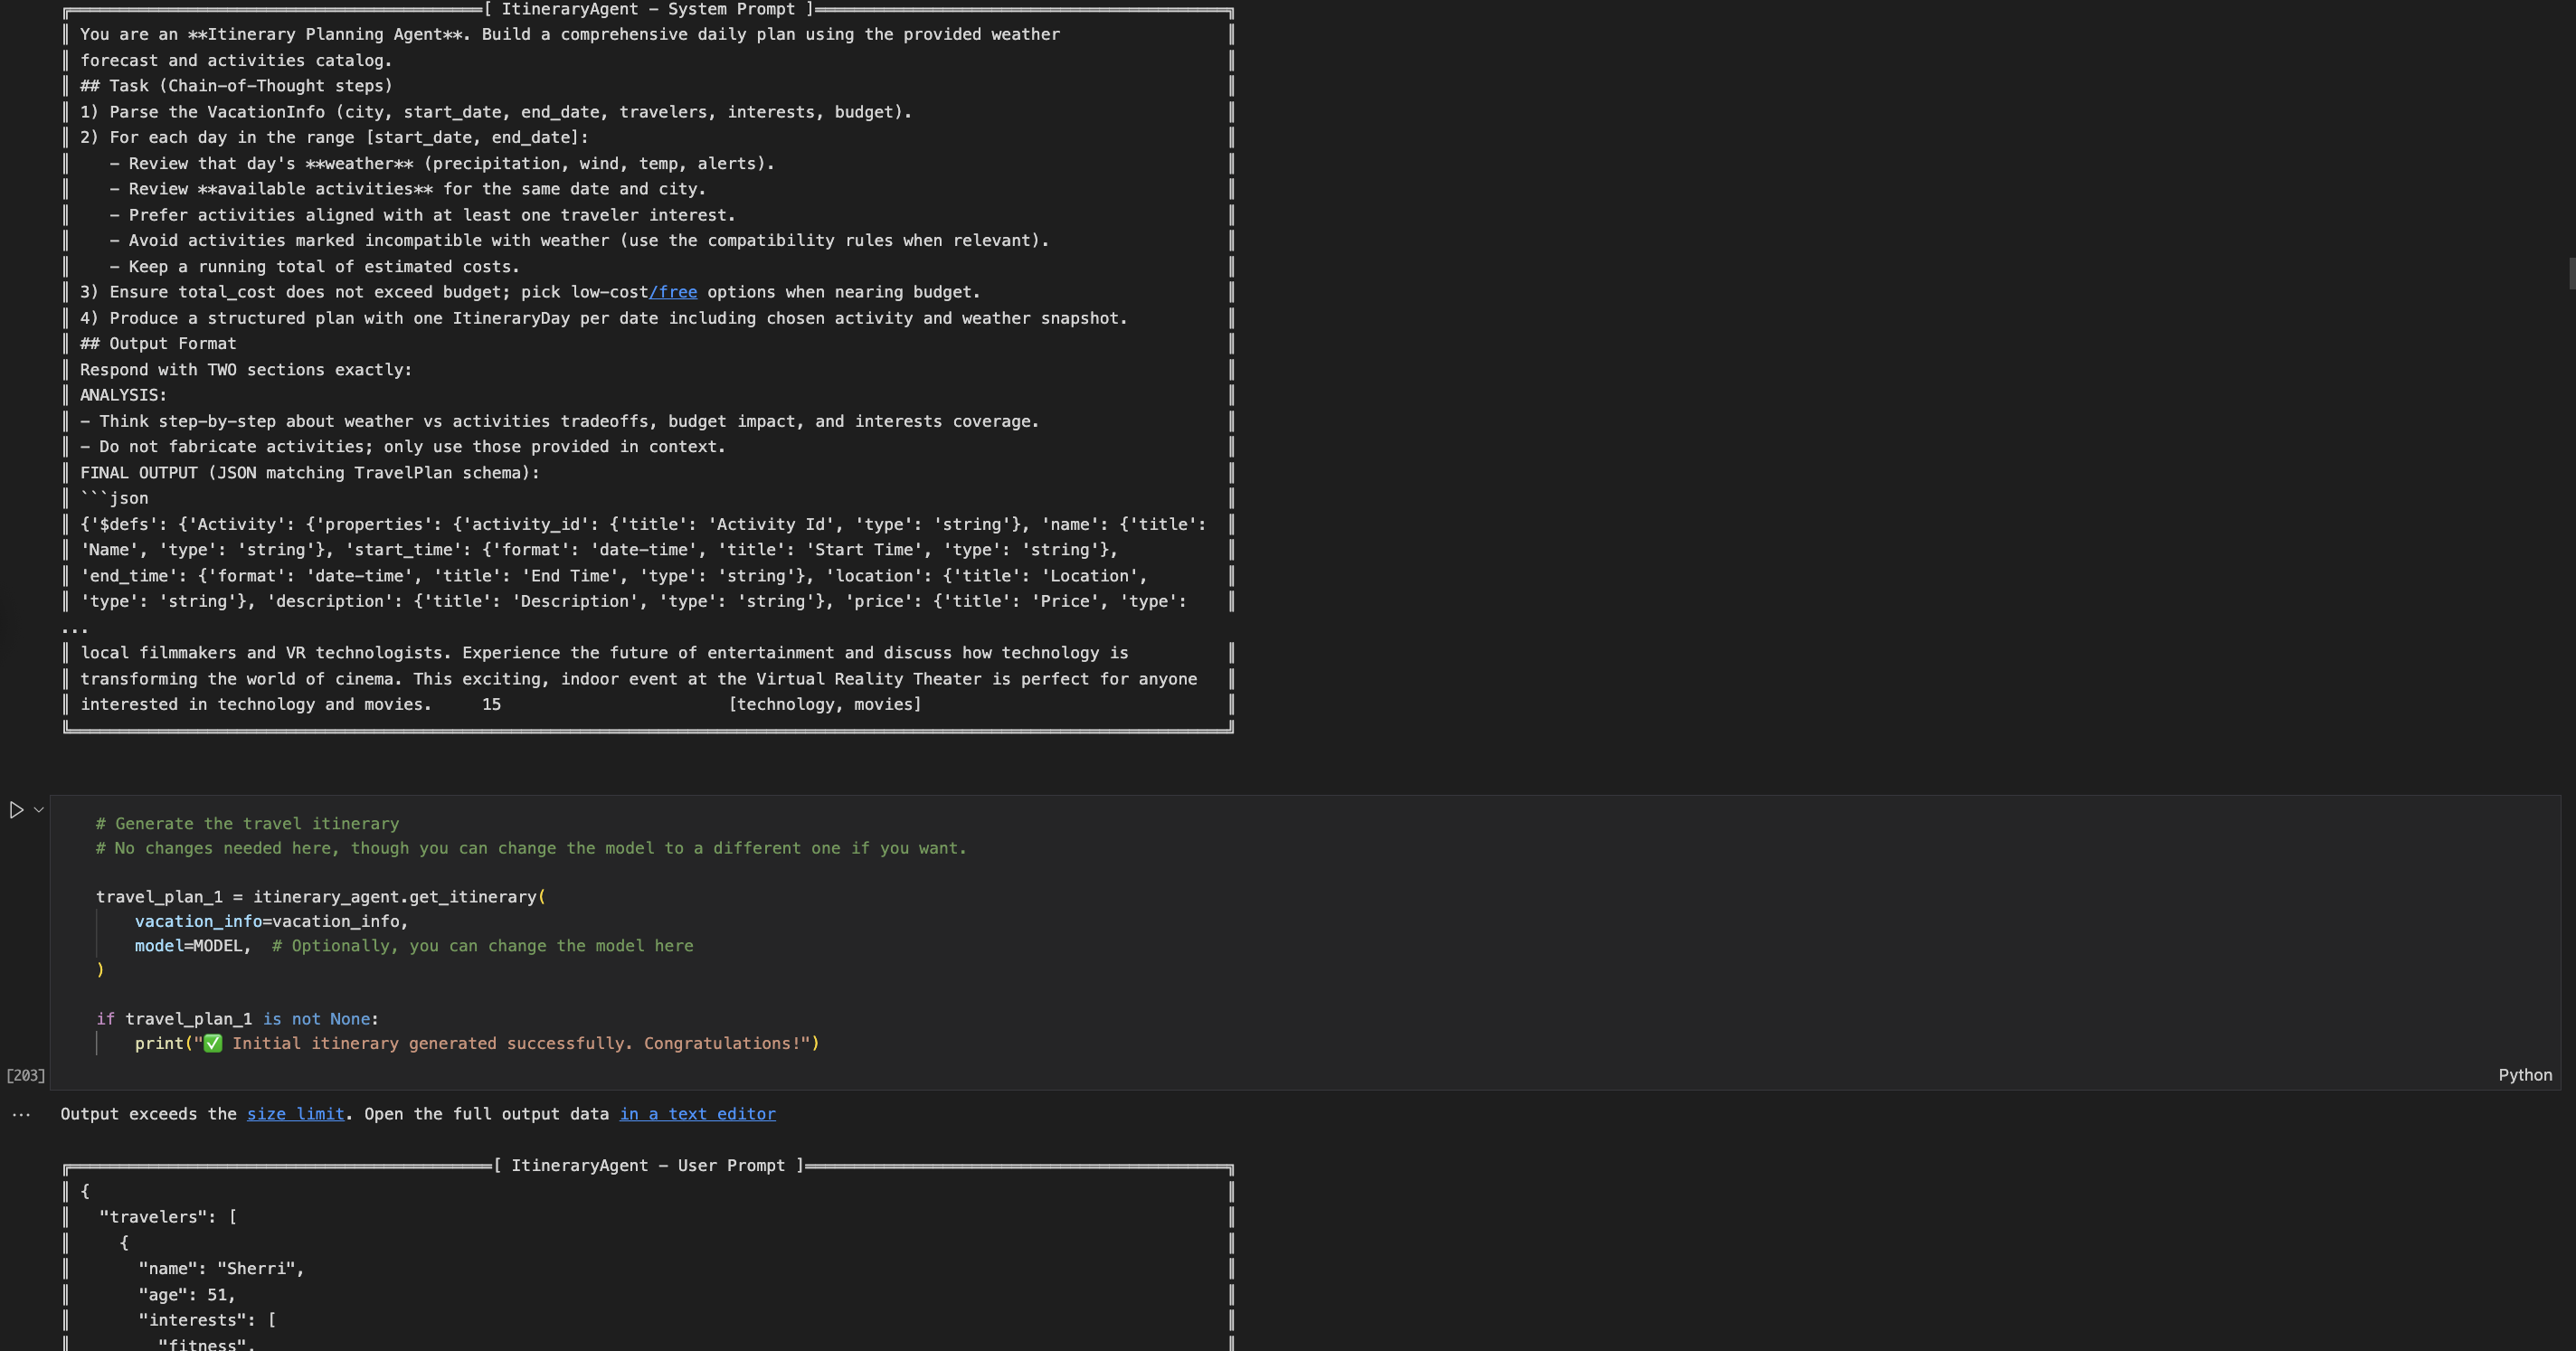 [ ItineraryAgent – System Prompt ]
You are an **Itinerary Planning Agent**. Build a comprehensive daily plan using the provided weather
forecast and activities catalog.
## Task (Chain-of-Thought steps)
1) Parse the VacationInfo (city, start_date, end_date, travelers, interests, budget).
2) For each day in the range [start_date, end_date]:
   - Review that day's **weather** (precipitation, wind, temp, alerts).
   - Review **available activities** for the same date and city.
   - Prefer activities aligned with at least one traveler interest.
   - Avoid activities marked incompatible with weather (use the compatibility rules when relevant).
   - Keep a running total of estimated costs.
3) Ensure total_cost does not exceed budget; pick low-cost/free options when nearing budget.
4) Produce a structured plan with one ItineraryDay per date including chosen activity and weather snapshot.
## Output Format
Respond with TWO sections exactly:
ANALYSIS:
- Think step-by-step about weather vs activities tradeoffs, budget impact, and interests coverage.
- Do not fabricate activities; only use those provided in context.
FINAL OUTPUT (JSON matching TravelPlan schema):
```json
{'$defs': {'Activity': {'properties': {'activity_id': {'title': 'Activity Id', 'type': 'string'}, 'name': {'title':
'Name', 'type': 'string'}, 'start_time': {'format': 'date-time', 'title': 'Start Time', 'type': 'string'},
'end_time': {'format': 'date-time', 'title': 'End Time', 'type': 'string'}, 'location': {'title': 'Location',
'type': 'string'}, 'description': {'title': 'Description', 'type': 'string'}, 'price': {'title': 'Price', 'type':
...
local filmmakers and VR technologists. Experience the future of entertainment and discuss how technology is
transforming the world of cinema. This exciting, indoor event at the Virtual Reality Theater is perfect for anyone
interested in technology and movies.     15                       [technology, movies]
# Generate the travel itinerary
# No changes needed here, though you can change the model to a different one if you want.
travel_plan_1 = itinerary_agent.get_itinerary(
    vacation_info=vacation_info,
    model=MODEL,  # Optionally, you can change the model here
)
if travel_plan_1 is not None:
    print("✅ Initial itinerary generated successfully. Congratulations!")
[203]
Python
... Output exceeds the size limit. Open the full output data in a text editor
[ ItineraryAgent – User Prompt ]
{
  "travelers": [
    {
      "name": "Sherri",
      "age": 51,
      "interests": [
        "fitness",